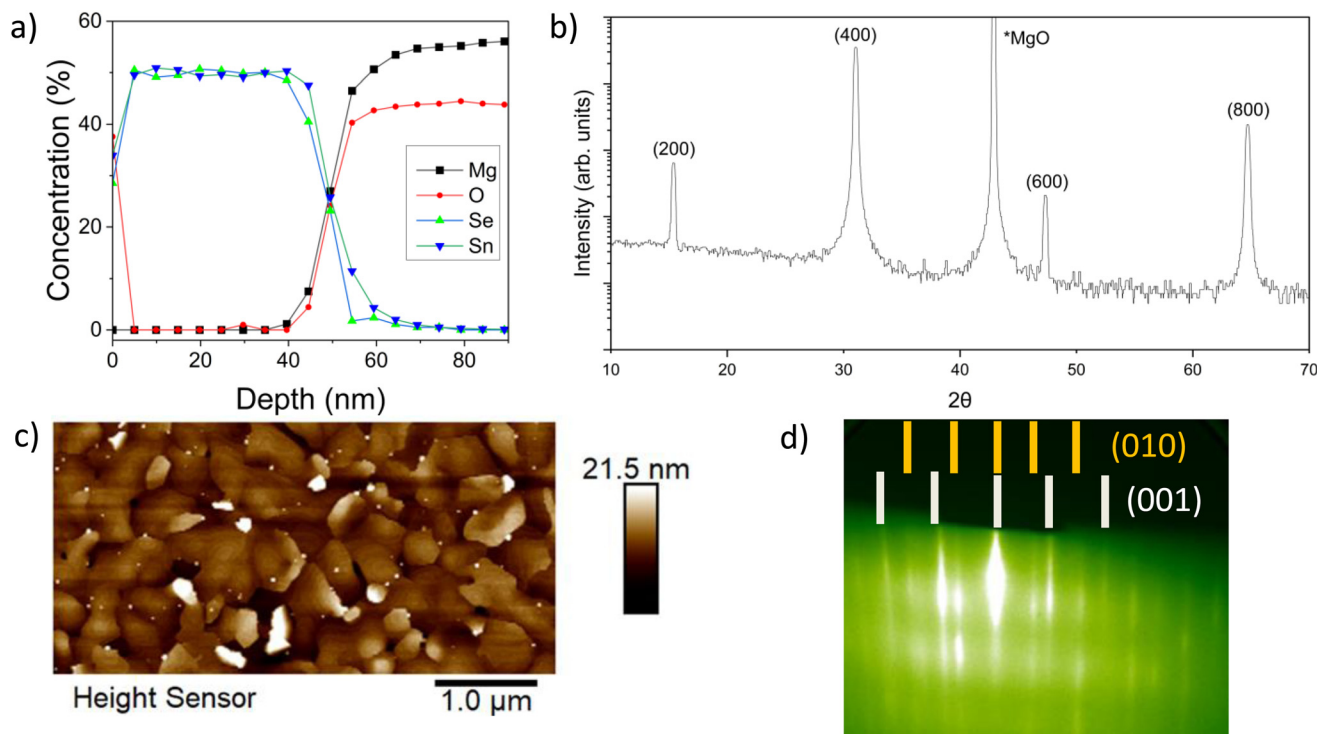 a)
60
40
20
0
Concentration (%)
Mg
O
Se
Sn
0 20 40 60 80
Depth (nm)
b)
(200)
(400)
*MgO
(600)
(800)
Intensity (arb. units)
10 20 30 40 50 60 70
2θ
c)
21.5 nm
Height Sensor
1.0 µm
d)
(010)
(001)